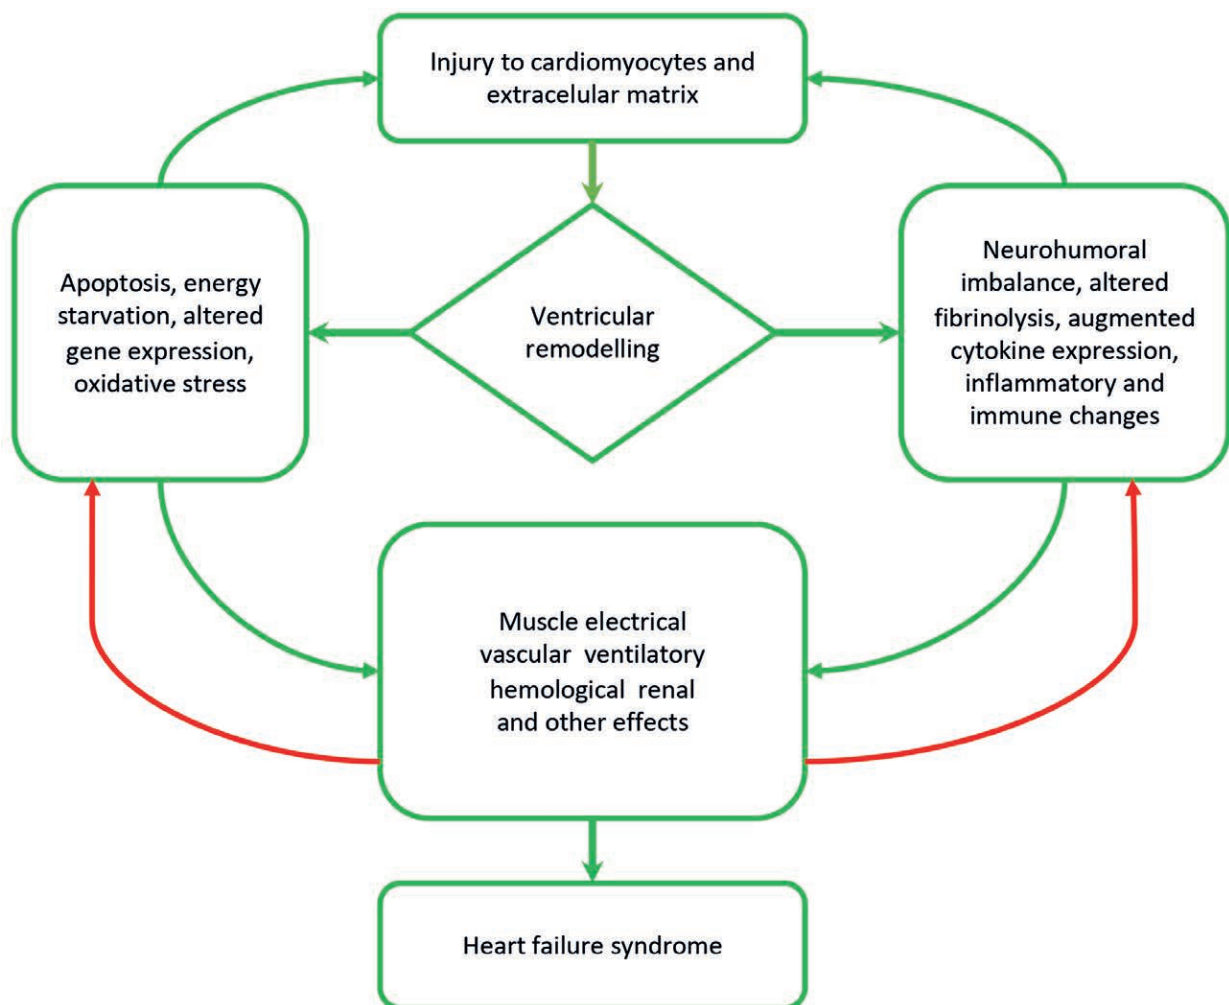 Injury to cardiomyocytes and
extracelular matrix
Apoptosis, energy
starvation, altered
gene expression,
oxidative stress
Ventricular
remodelling
Neurohumoral
imbalance, altered
fibrinolysis, augmented
cytokine expression,
inflammatory and
immune changes
Muscle electrical
vascular ventilatory
hemological renal
and other effects
Heart failure syndrome